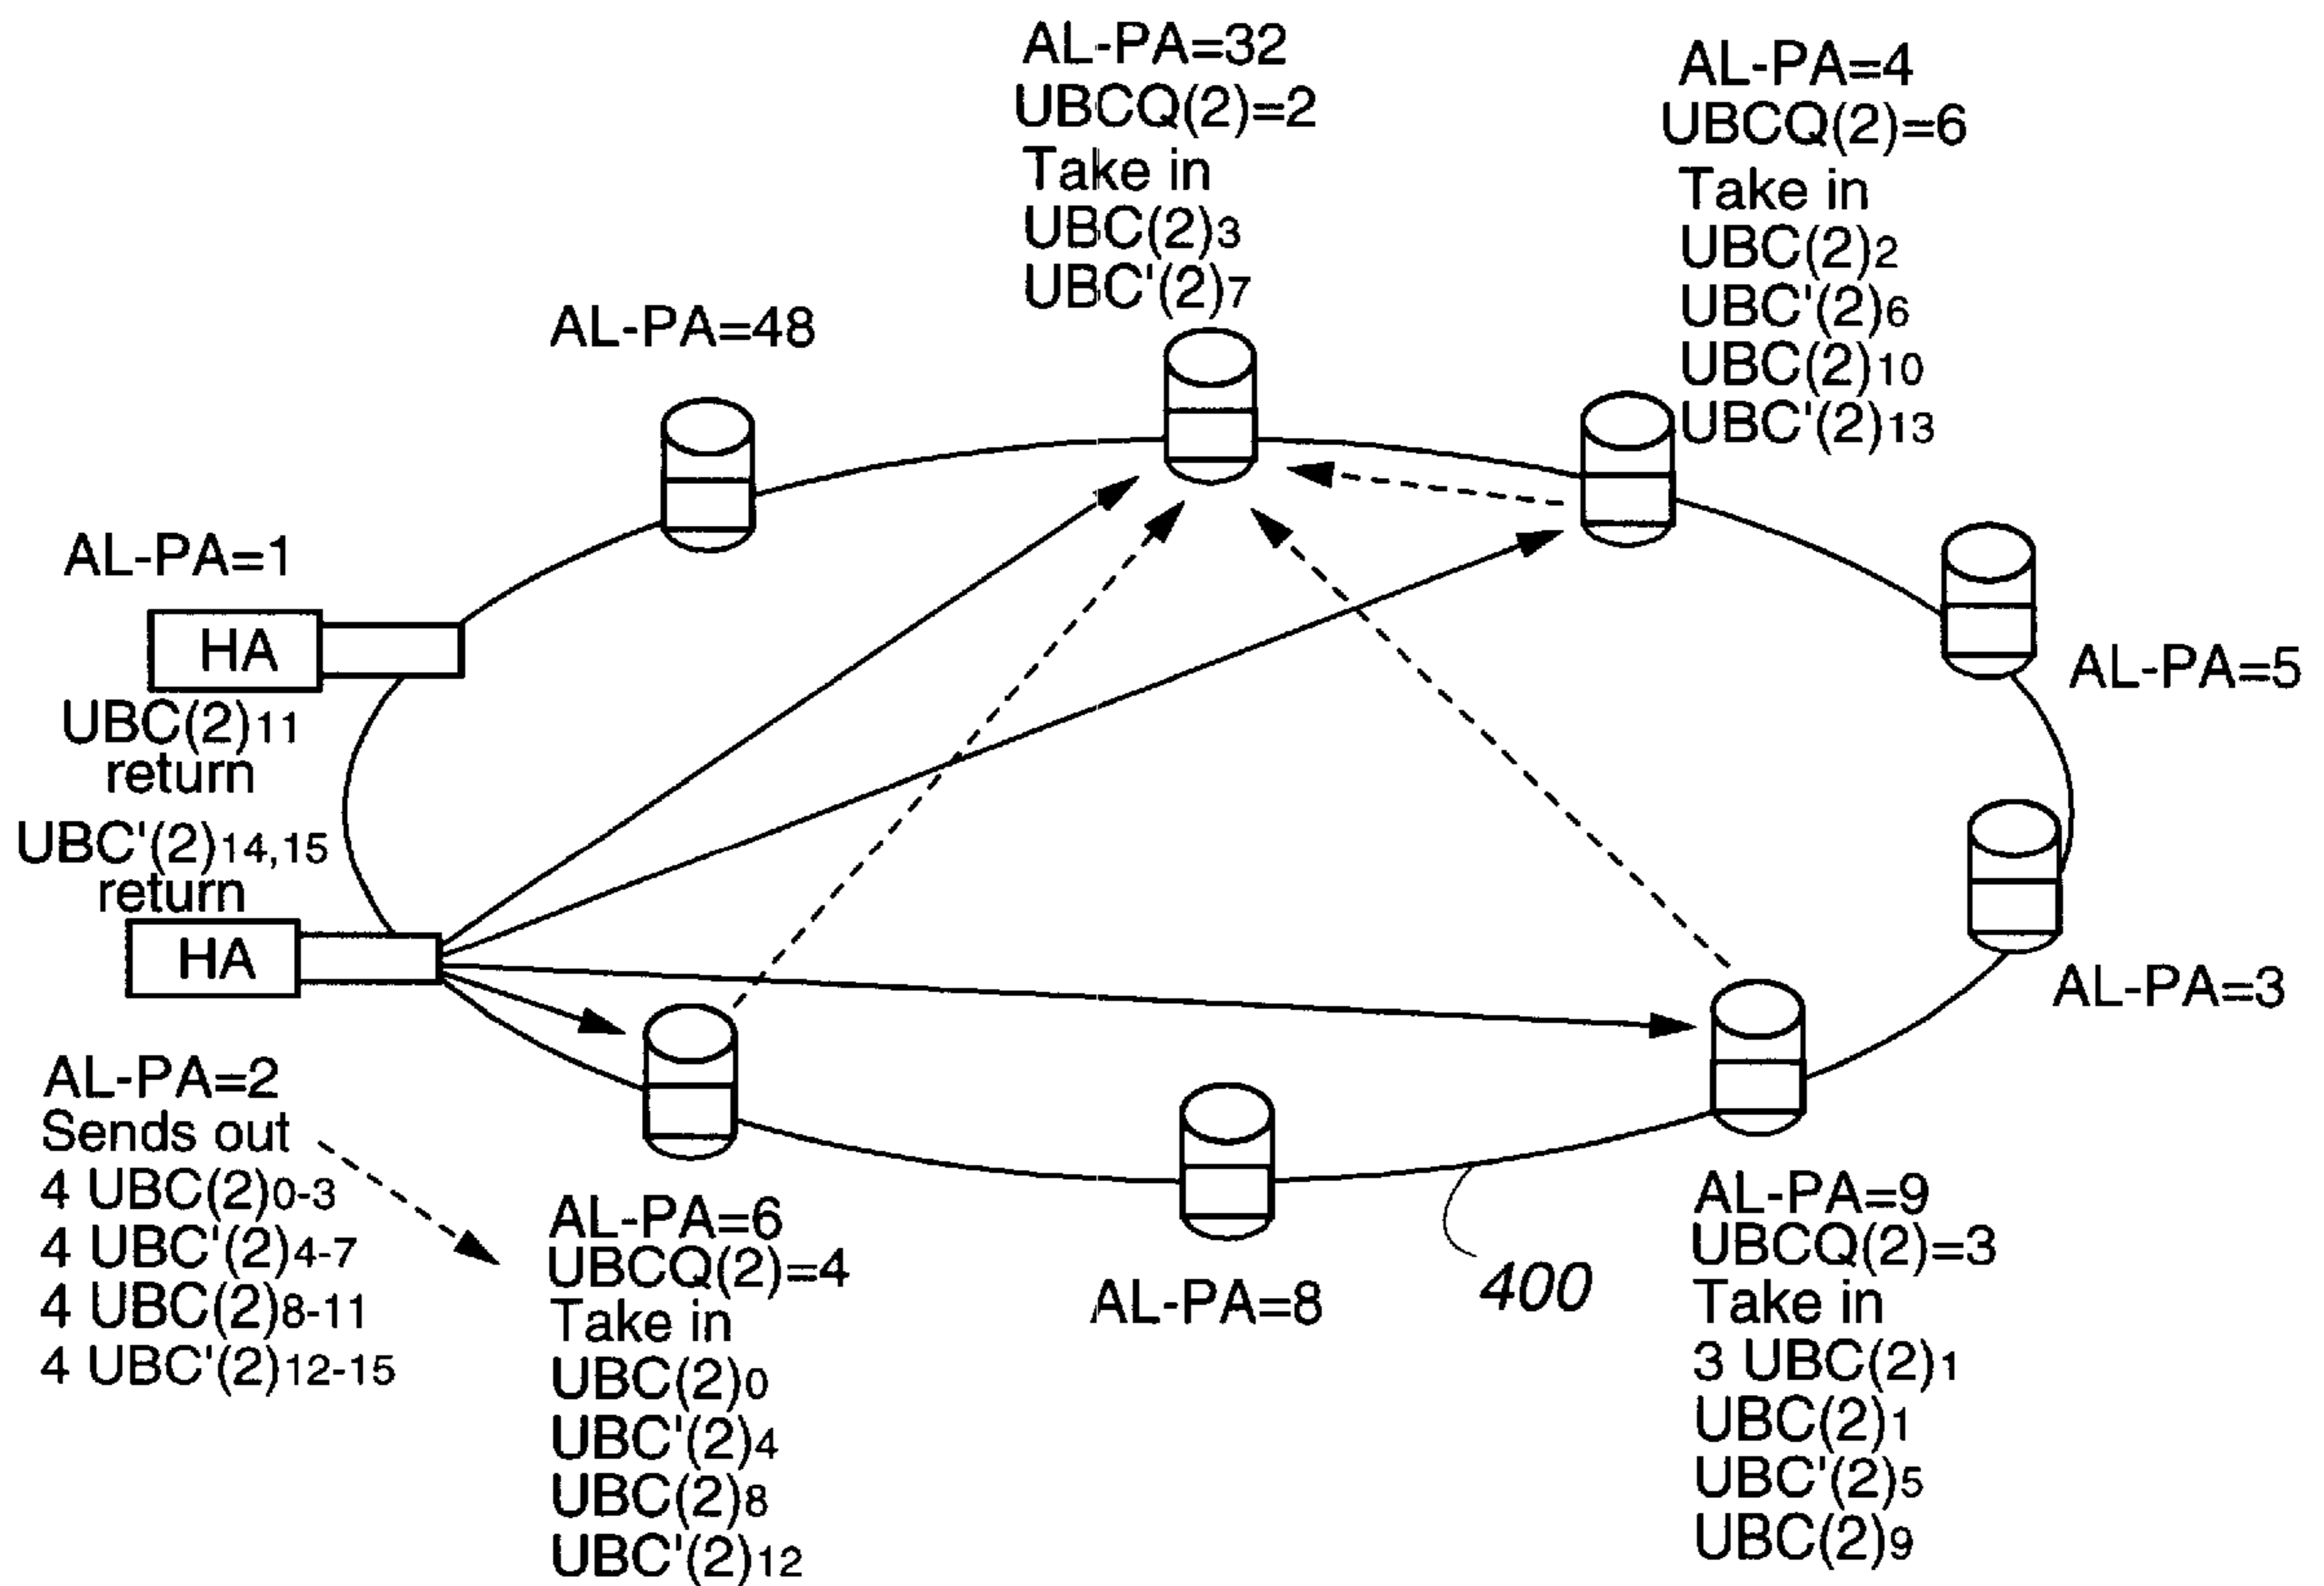 AL-PA=32
UBCQ(2)=2
Take in
UBC(2)3
UBC'(2)7
AL-PA=4
UBCQ(2)=6
Take in
UBC(2)2
UBC'(2)6
UBC(2)10
UBC'(2)13
AL-PA=48
AL-PA=1
HA
UBC(2)11
return
UBC'(2)14,15
return
HA
AL-PA=5
AL-PA=3
AL-PA=2
Sends out
4 UBC(2)0-3
4 UBC'(2)4-7
4 UBC(2)8-11
4 UBC'(2)12-15
AL-PA=6
UBCQ(2)=4
Take in
UBC(2)0
UBC'(2)4
UBC(2)8
UBC'(2)12
AL-PA=8
400
AL-PA=9
UBCQ(2)=3
Take in
3 UBC(2)1
UBC(2)1
UBC'(2)5
UBC(2)9